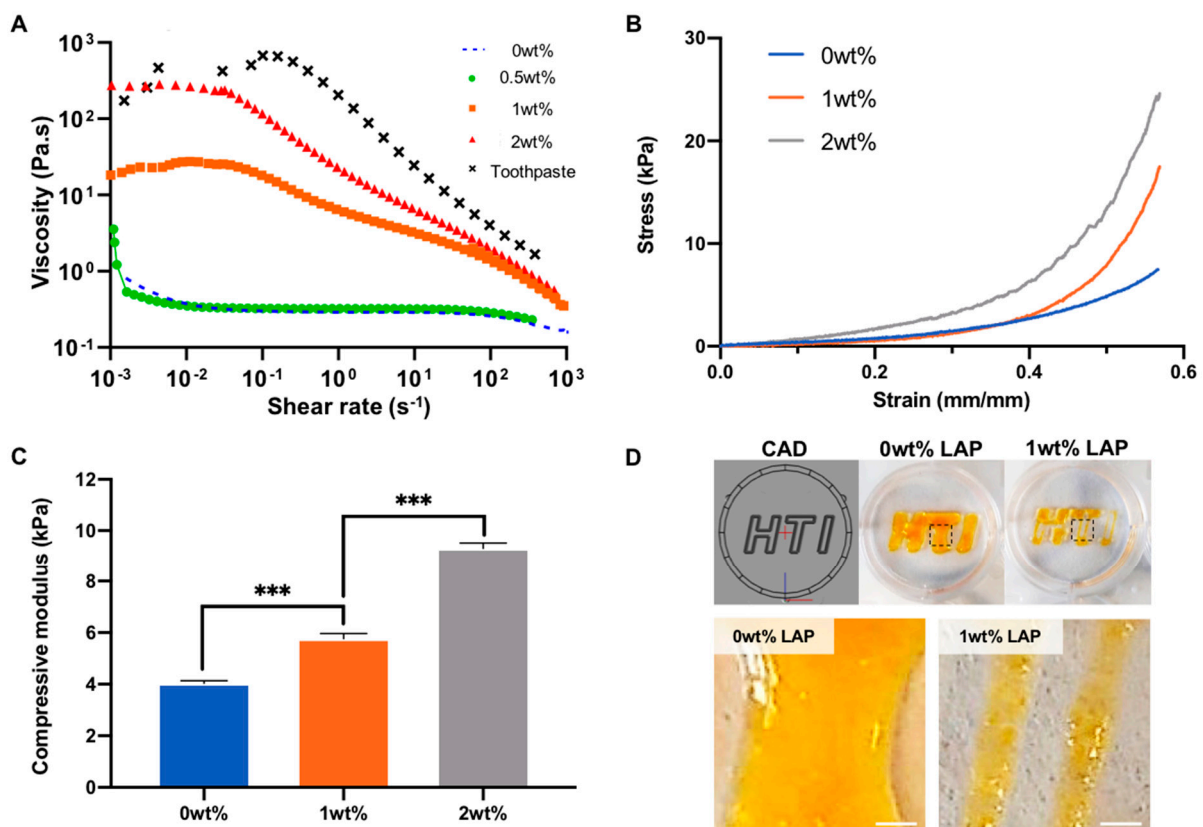 A
Viscosity (Pa.s)
10³
10²
10¹
10⁰
10⁻¹
10⁻³
10⁻²
10⁻¹
10⁰
10¹
10²
10³
Shear rate (s⁻¹)
0wt%
0.5wt%
1wt%
2wt%
Toothpaste
B
Stress (kPa)
30
20
10
0
0.0
0.2
0.4
0.6
Strain (mm/mm)
0wt%
1wt%
2wt%
C
Compressive modulus (kPa)
12
10
8
6
4
2
0
***
***
0wt%
1wt%
2wt%
D
CAD
0wt% LAP
1wt% LAP
HTI
HTI
HTI
0wt% LAP
1wt% LAP